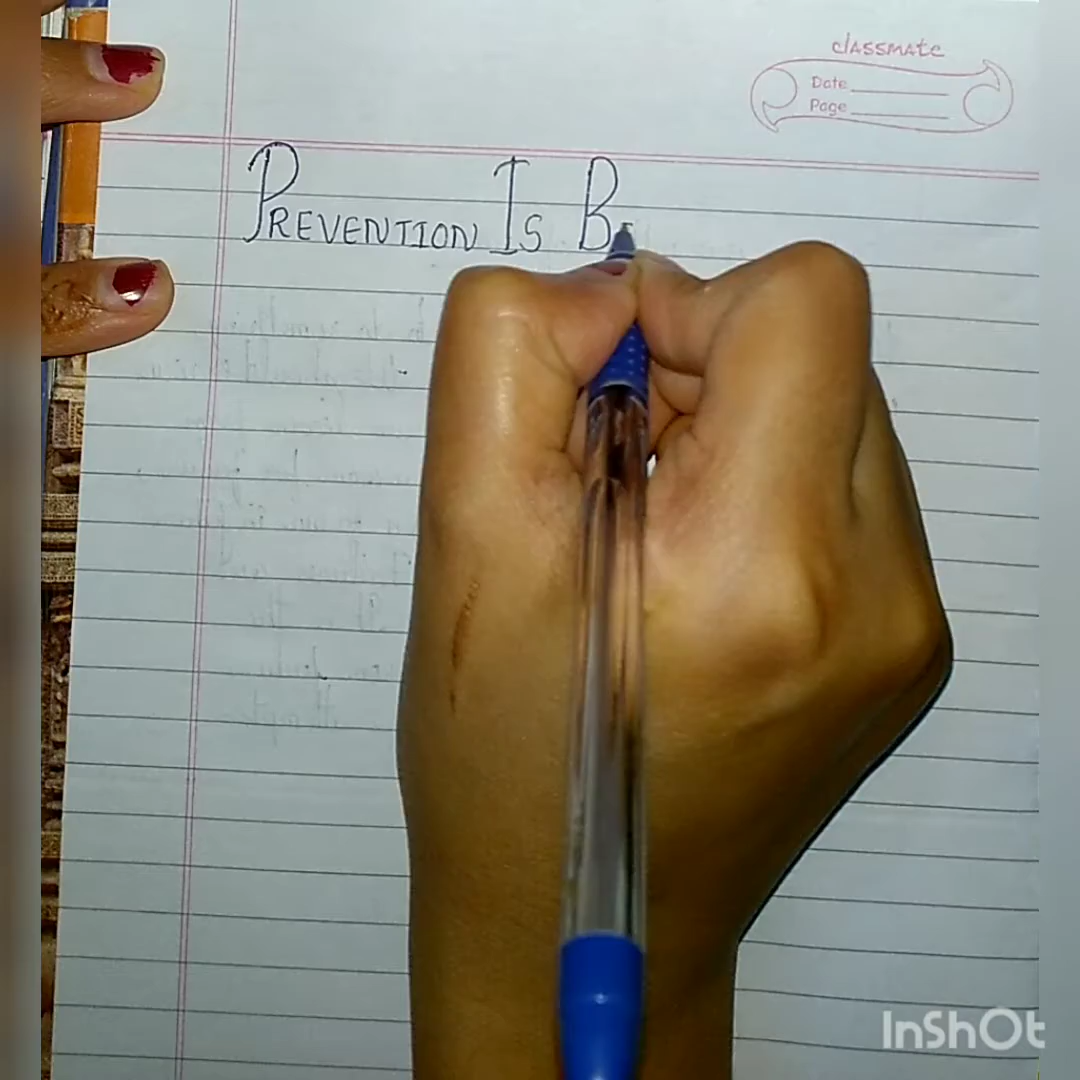 classmate
Date
Page
PREVENTION IS B
InShOt